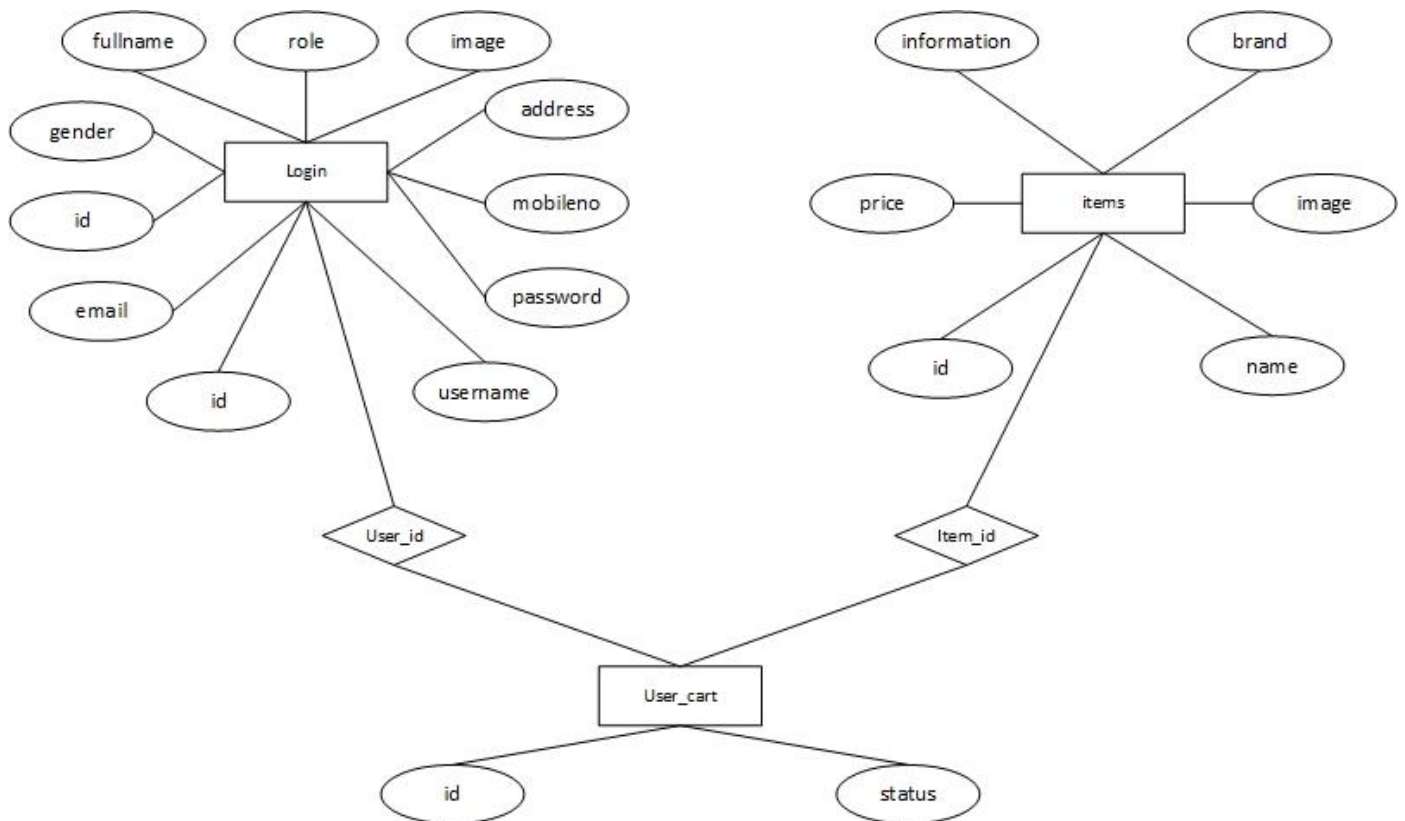 fullname
role
image
information
brand
address
gender
Login
mobileno
price
items
image
id
email
password
id
username
id
name
User_id
Item_id
User_cart
id
status